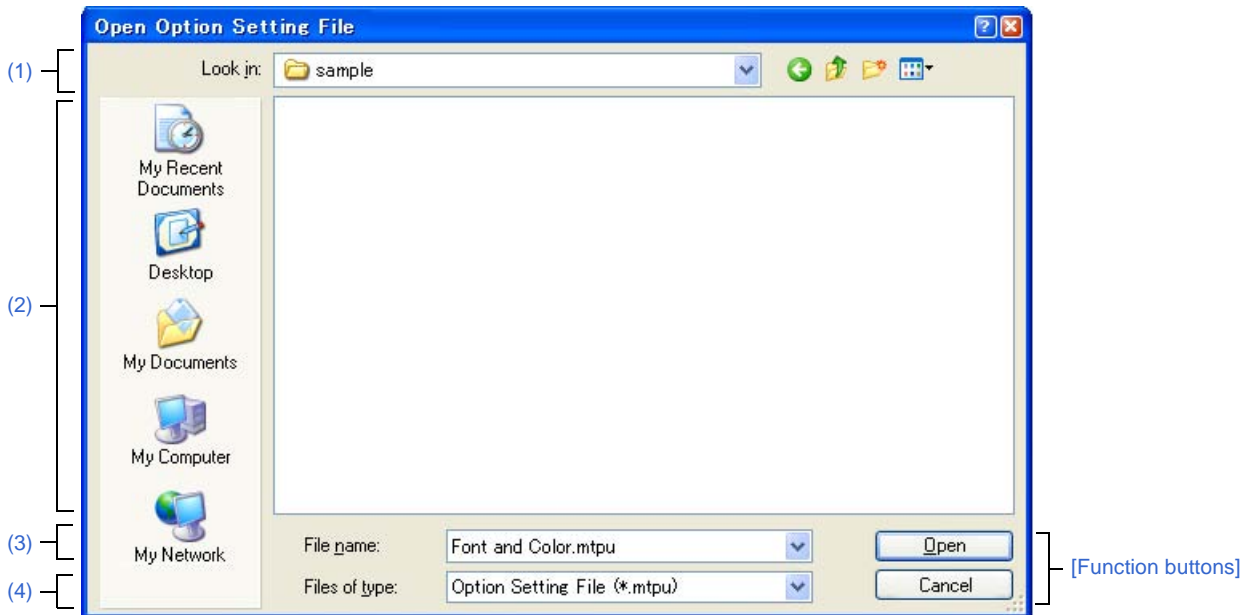 Open Option Setting File
(1)
Look in:
sample
(2)
My Recent
Documents
Desktop
My Documents
My Computer
My Network
(3)
File name:
Font and Color.mtpu
Open
(4)
Files of type:
Option Setting File (*.mtpu)
Cancel
[Function buttons]